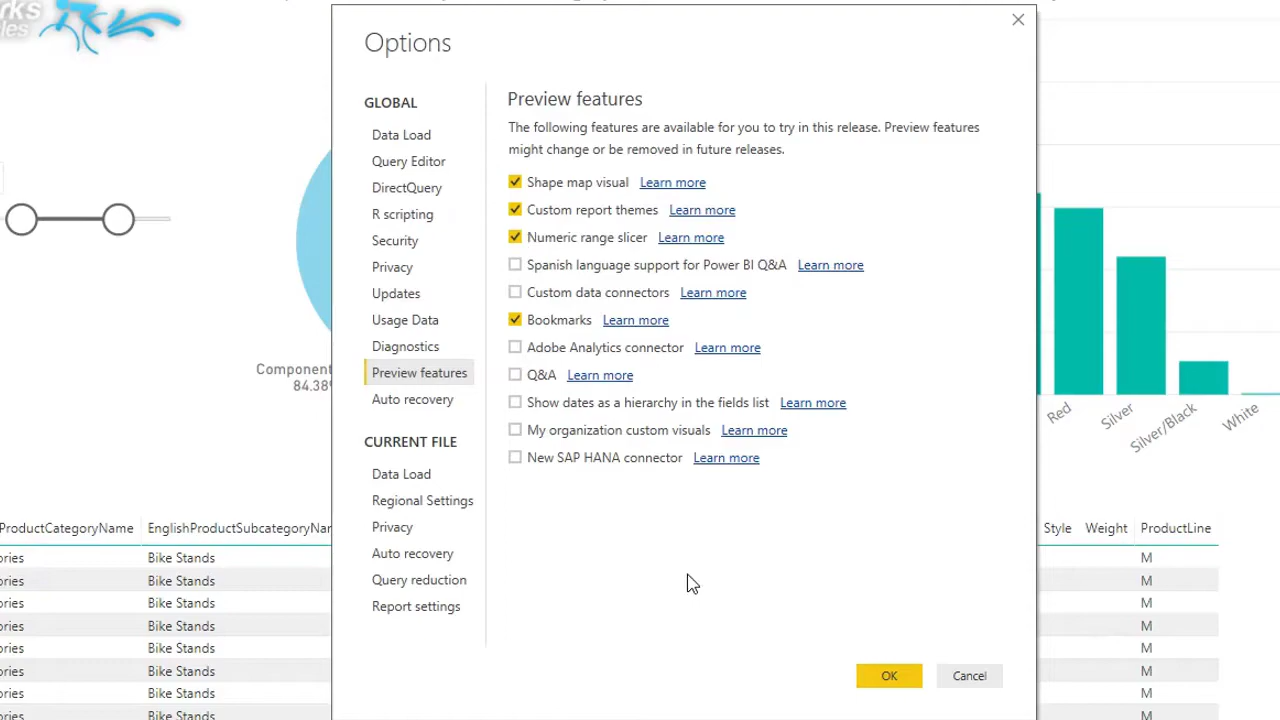 Options
GLOBAL
Data Load
Query Editor
DirectQuery
R scripting
Security
Privacy
Updates
Usage Data
Diagnostics
Preview features
Auto recovery
CURRENT FILE
Data Load
Regional Settings
Privacy
Auto recovery
Query reduction
Report settings
Preview features
The following features are available for you to try in this release. Preview features
might change or be removed in future releases.
Shape map visual Learn more
Custom report themes Learn more
Numeric range slicer Learn more
Spanish language support for Power BI Q&A Learn more
Custom data connectors Learn more
Bookmarks Learn more
Adobe Analytics connector Learn more
Q&A Learn more
Show dates as a hierarchy in the fields list Learn more
My organization custom visuals Learn more
New SAP HANA connector Learn more
OK Cancel
rks
les
Component
84.38%
Red
Silver
Silver/Black
White
ProductCategoryName EnglishProductSubcategoryNam Style Weight ProductLine
ories Bike Stands M
ories Bike Stands M
ories Bike Stands M
ories Bike Stands M
ories Bike Stands M
ories Bike Stands M
ories Bike Stands M
ories Bike Stands M